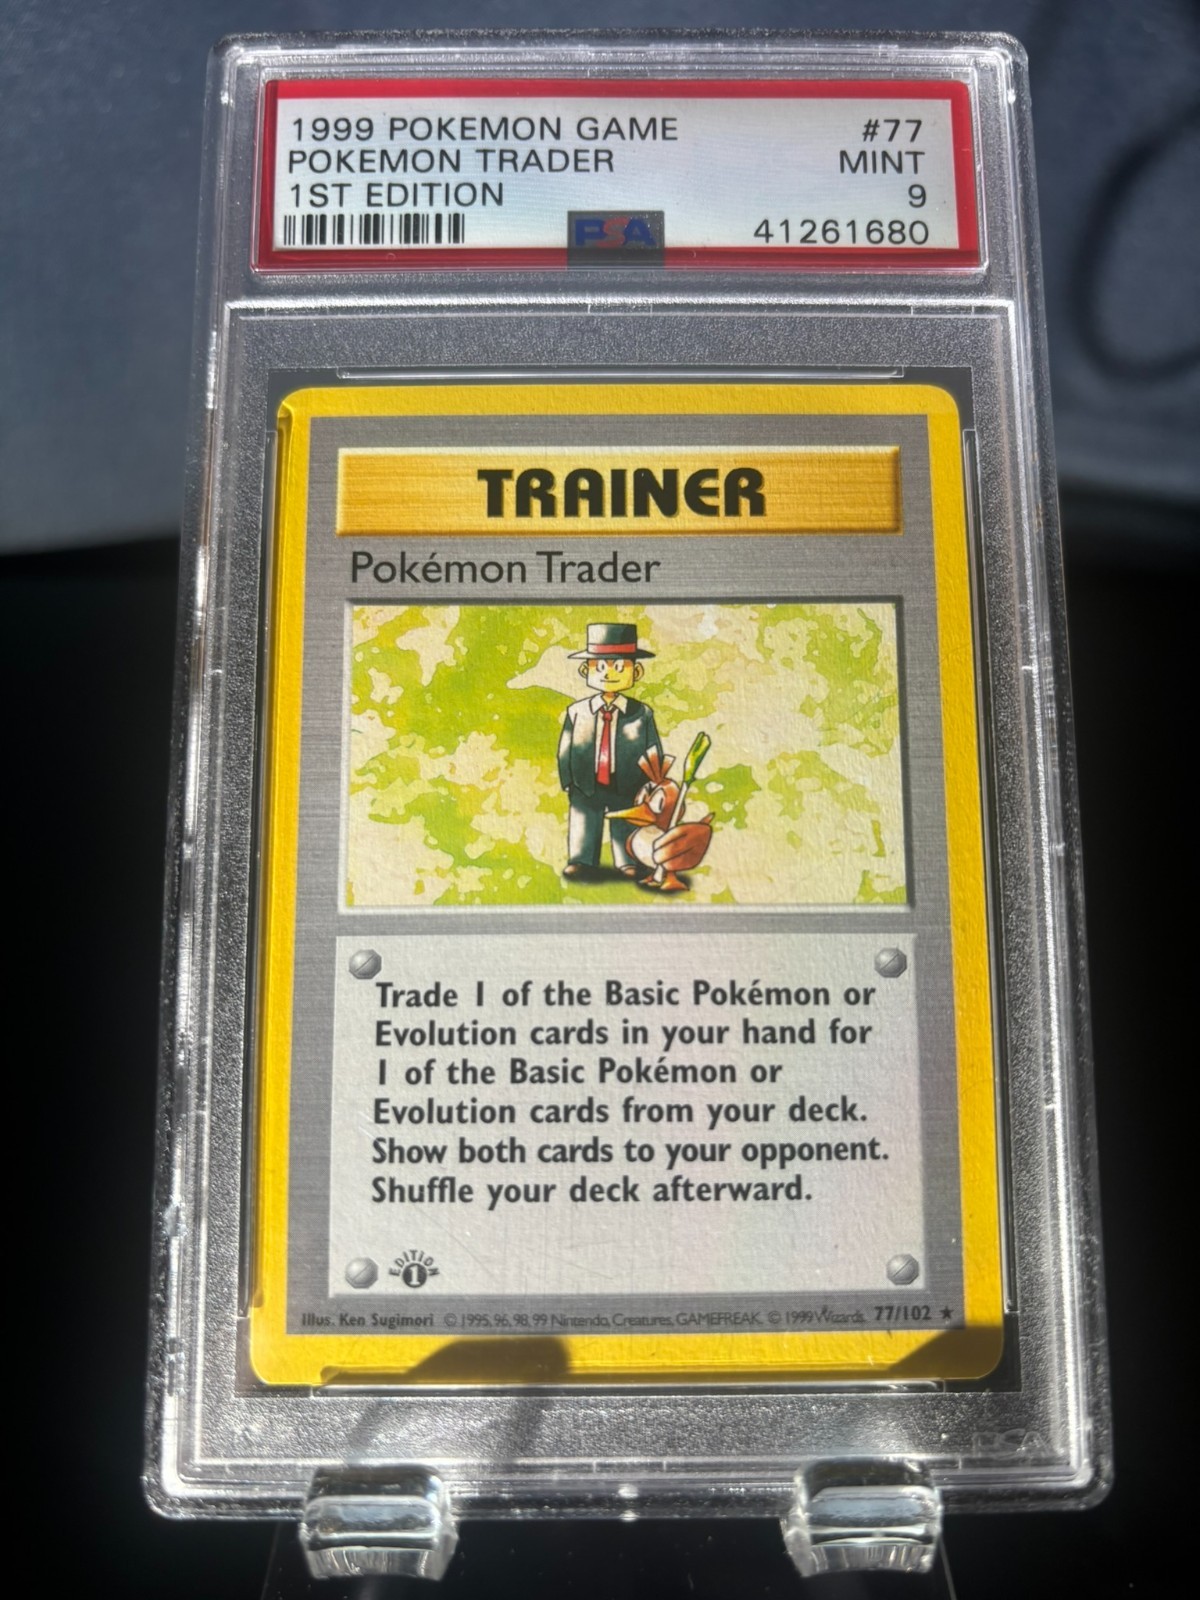 1999 POKEMON GAME #77
POKEMON TRADER MINT
1ST EDITION 9
PSA 41261680
TRAINER
Pokémon Trader
Trade 1 of the Basic Pokémon or
Evolution cards in your hand for
1 of the Basic Pokémon or
Evolution cards from your deck.
Show both cards to your opponent.
Shuffle your deck afterward.
EDITION
1
Illus. Ken Sugimori © 1995, 96, 98, 99 Nintendo, Creatures, GAMEFREAK. © 1999 Wizards. 77/102 ★
PSA